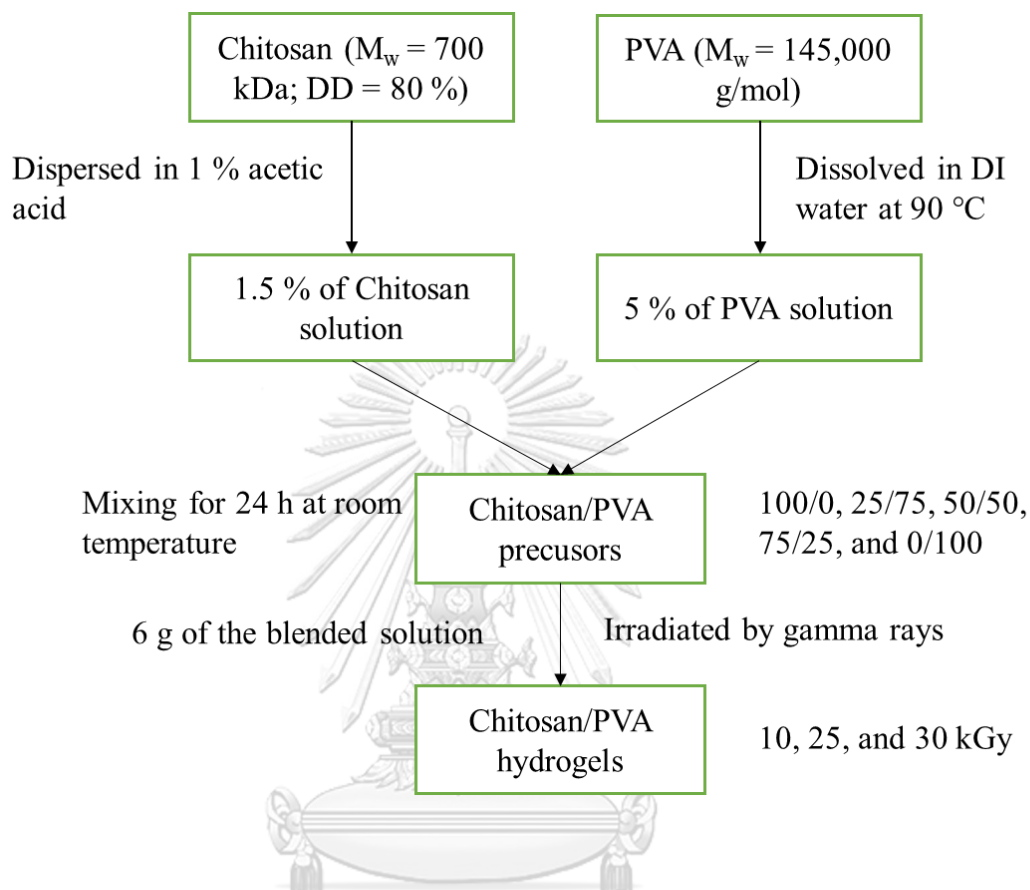 Chitosan (Mw = 700
kDa; DD = 80 %)
PVA (Mw = 145,000
g/mol)
Dispersed in 1 % acetic
acid
Dissolved in DI
water at 90 °C
1.5 % of Chitosan
solution
5 % of PVA solution
Mixing for 24 h at room
temperature
Chitosan/PVA
precusors
100/0, 25/75, 50/50,
75/25, and 0/100
6 g of the blended solution
Irradiated by gamma rays
Chitosan/PVA
hydrogels
10, 25, and 30 kGy